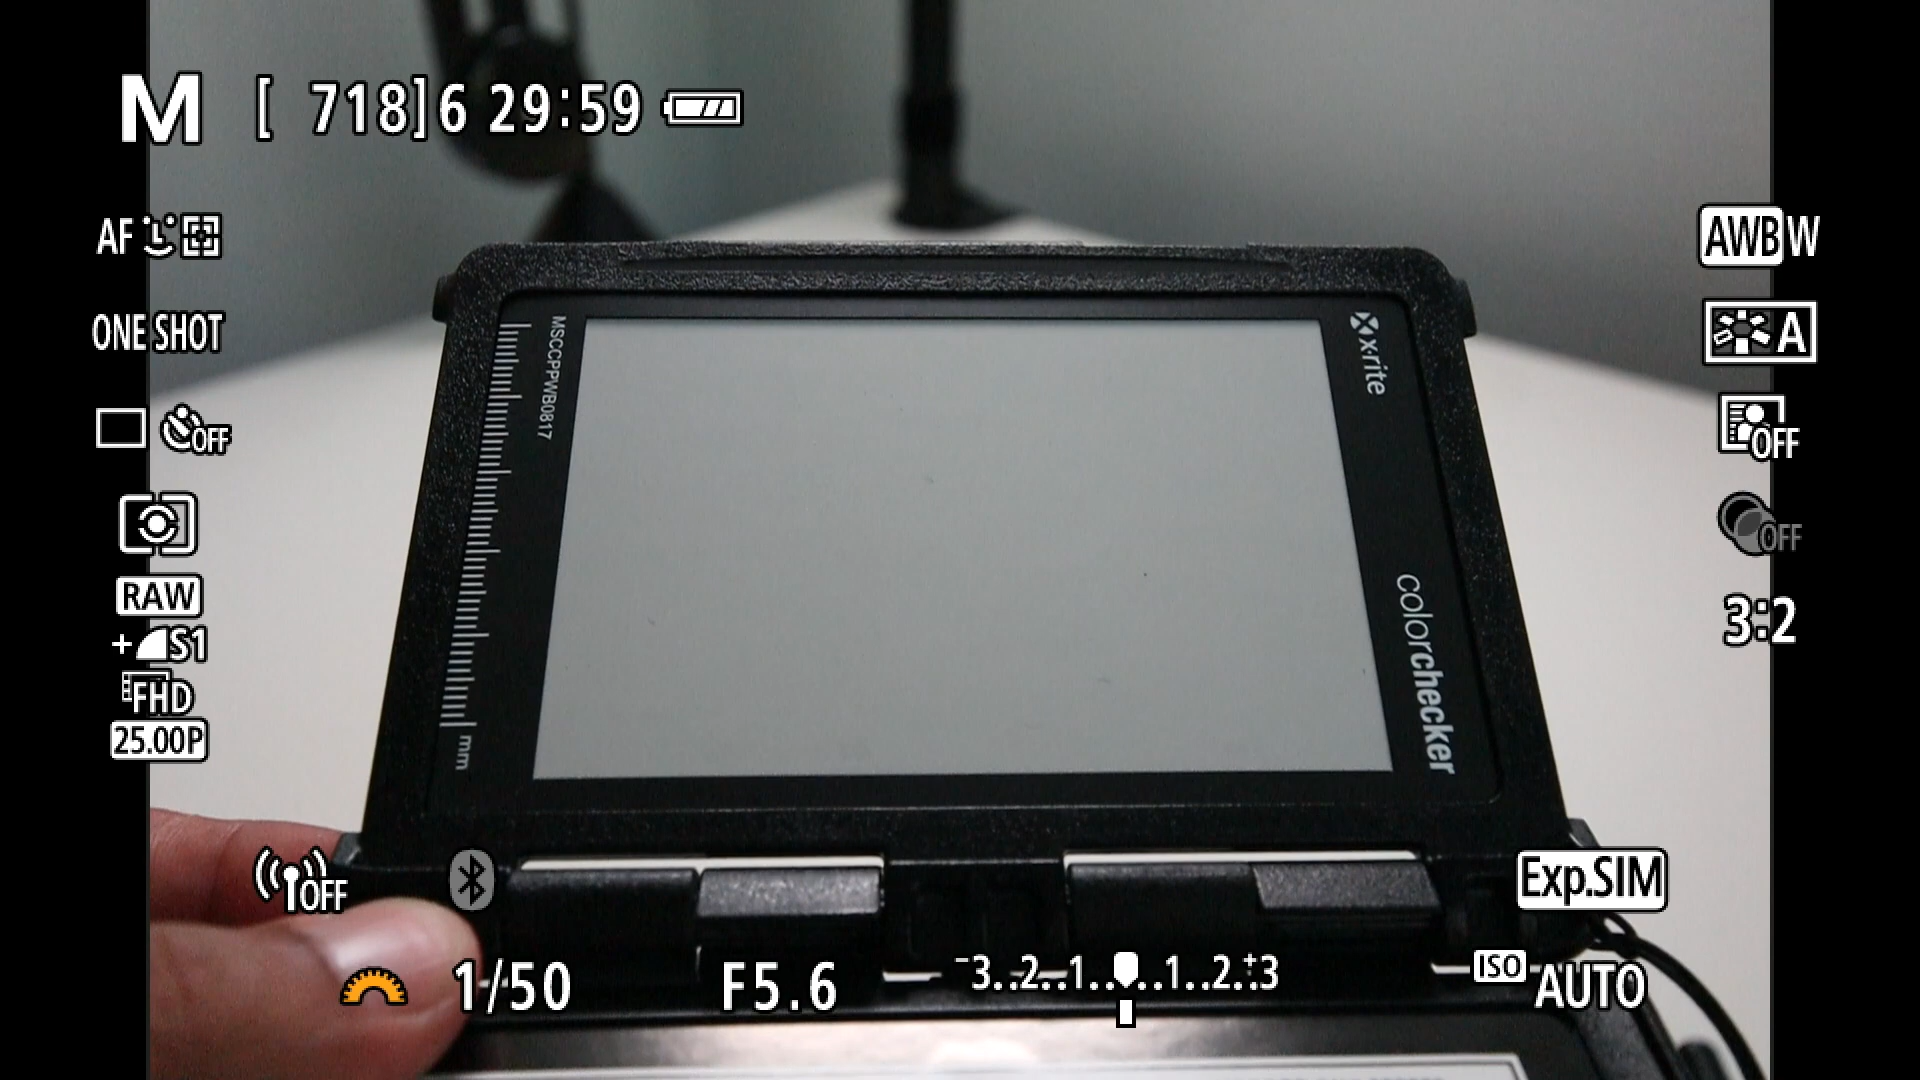 M [ 718]6 29:59
AF
ONE SHOT
OFF
RAW
+S1
FHD
25.00P
AWBW
A
OFF
OFF
3:2
MSCCPPWB0817
mm
x·rite
colorchecker
OFF
Exp.SIM
1/50 F5.6 -3..2..1..0..1..2..+3 ISO AUTO